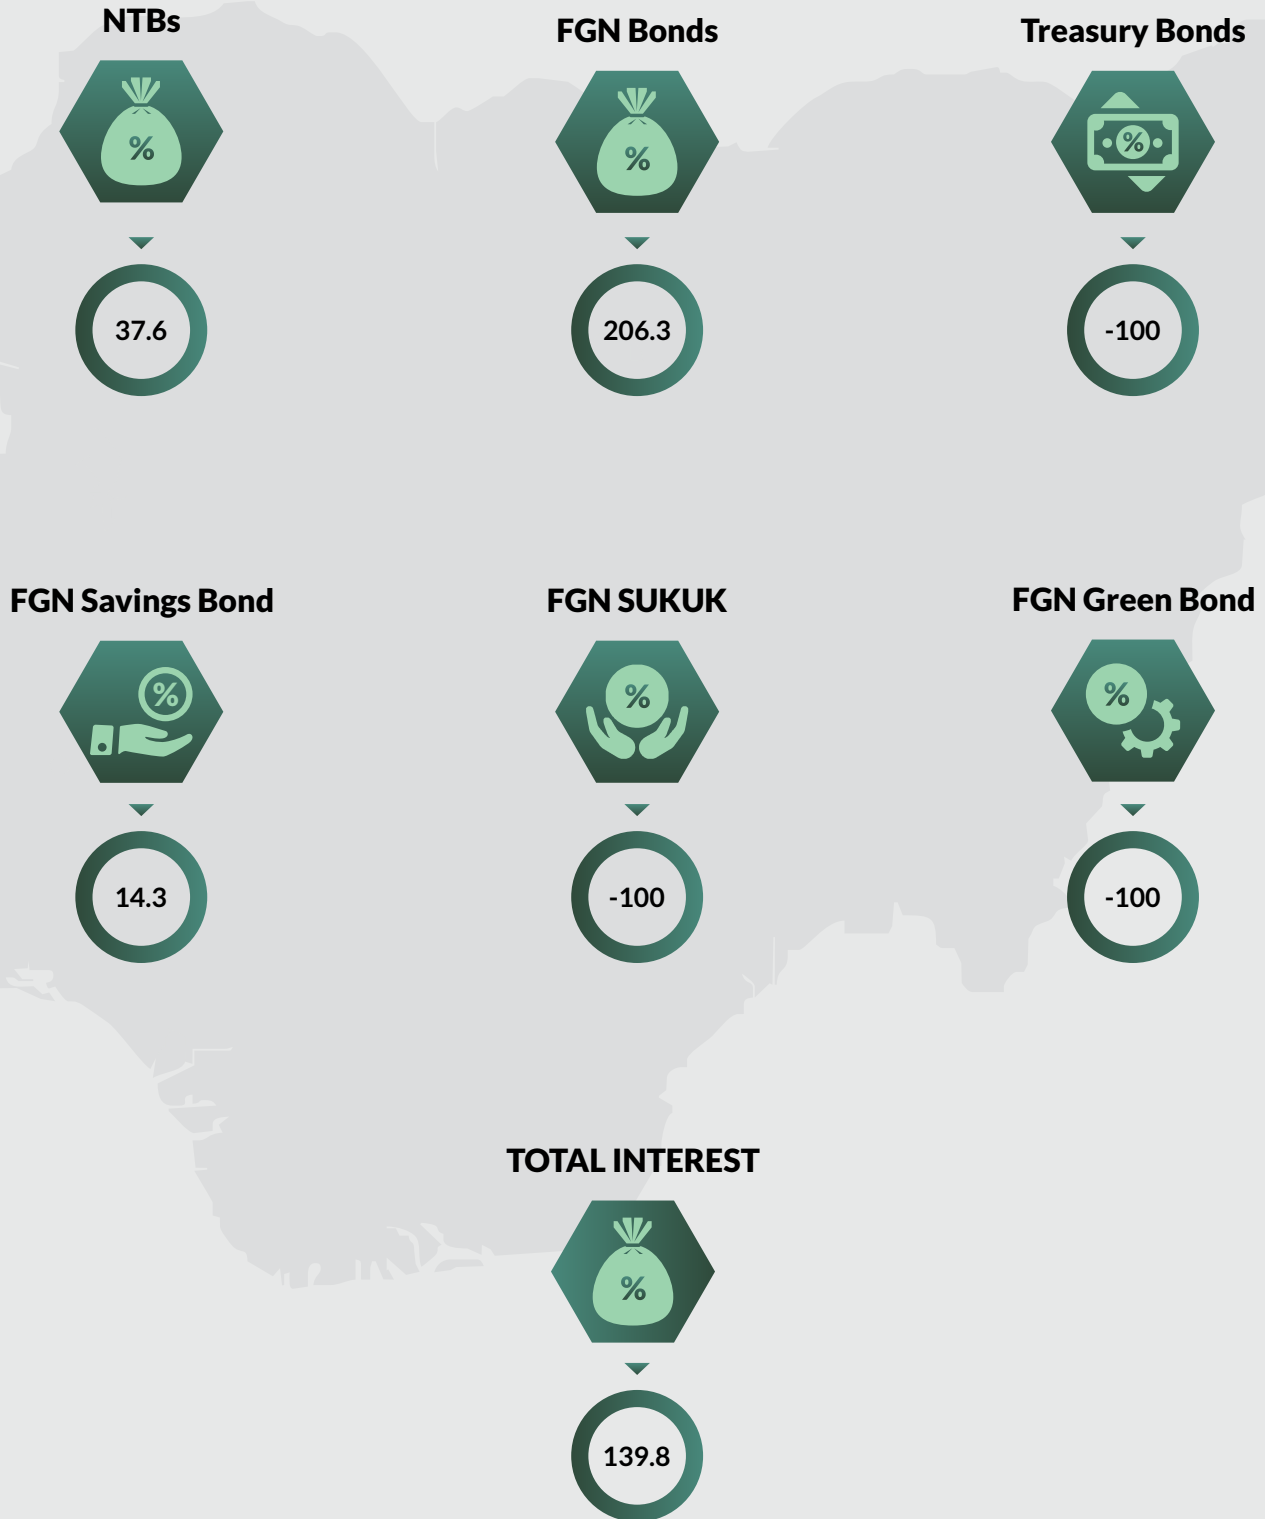 NTBs
FGN Bonds
Treasury Bonds
%
%
%
37.6
206.3
-100
FGN Savings Bond
FGN SUKUK
FGN Green Bond
%
%
%
14.3
-100
-100
TOTAL INTEREST
%
139.8